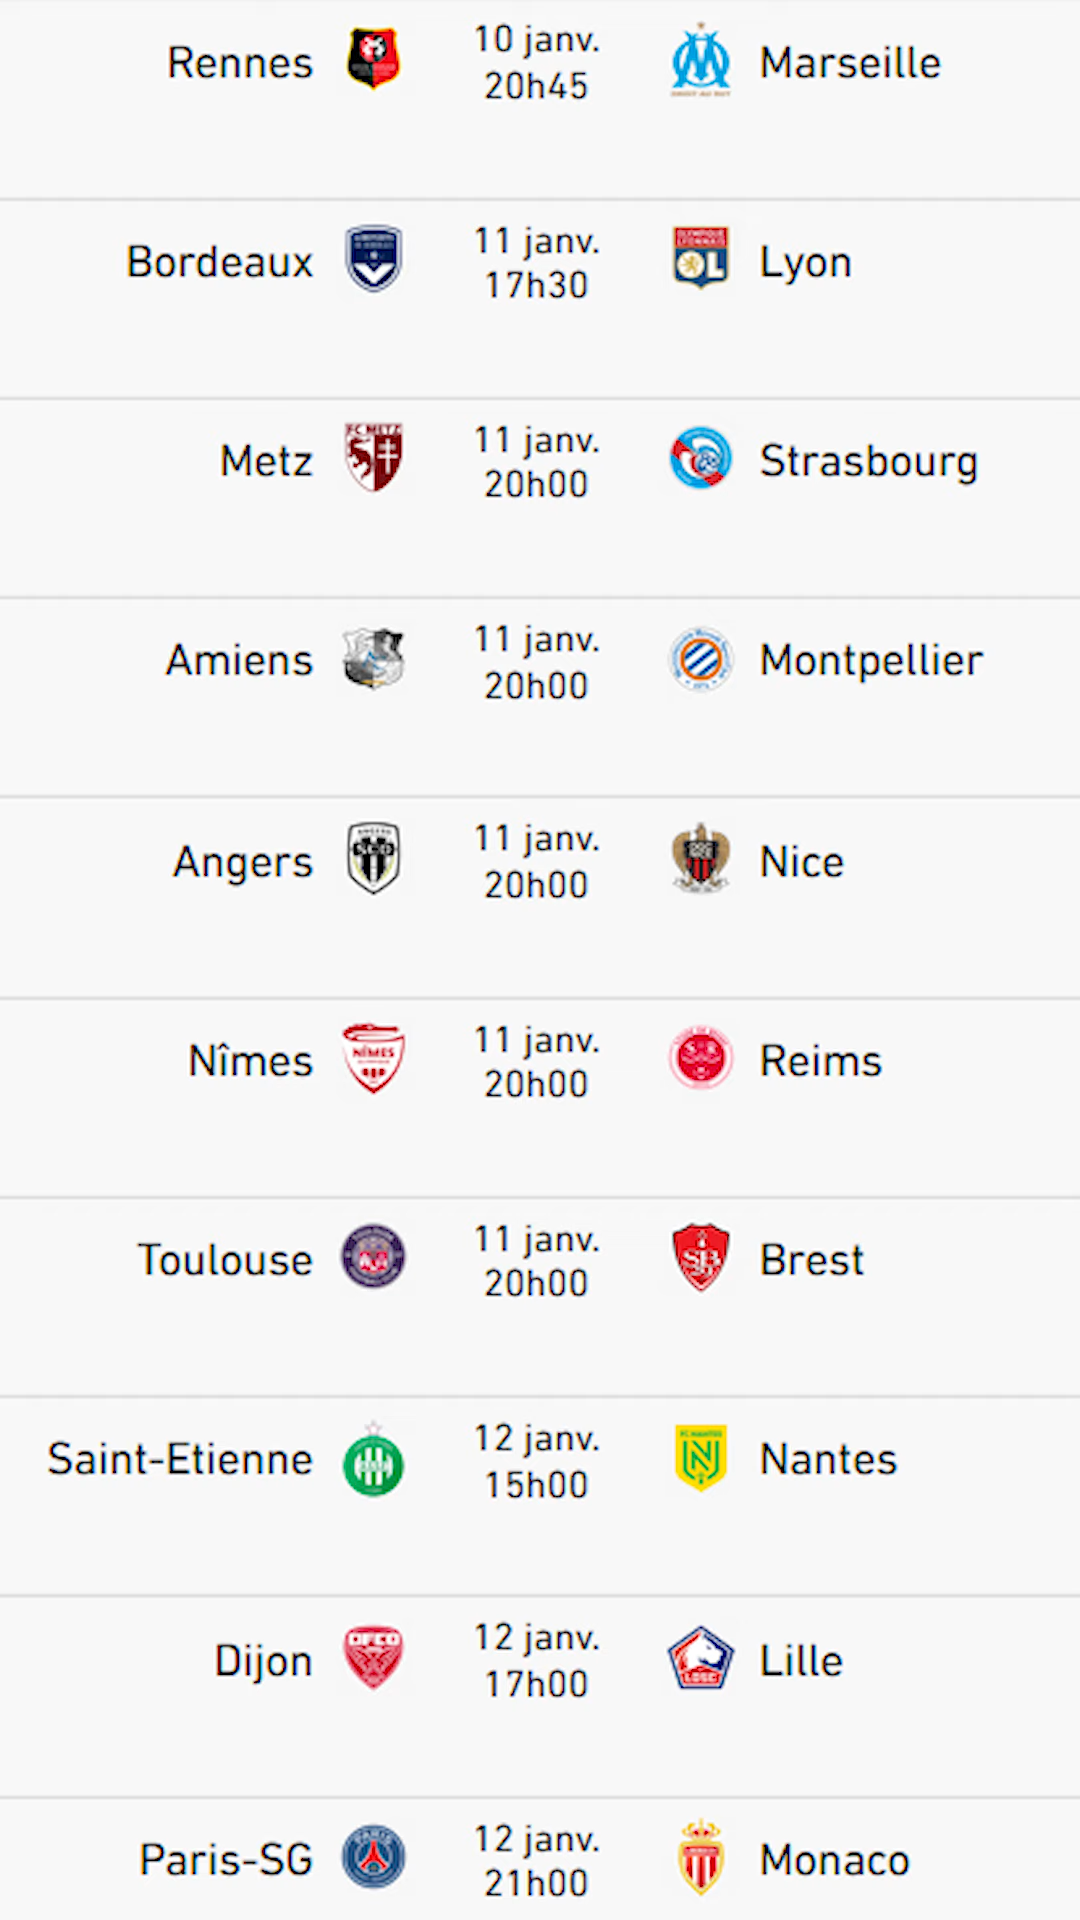 Rennes 10 janv. 20h45 Marseille
Bordeaux 11 janv. 17h30 Lyon
Metz 11 janv. 20h00 Strasbourg
Amiens 11 janv. 20h00 Montpellier
Angers 11 janv. 20h00 Nice
Nîmes 11 janv. 20h00 Reims
Toulouse 11 janv. 20h00 Brest
Saint-Etienne 12 janv. 15h00 Nantes
Dijon 12 janv. 17h00 Lille
Paris-SG 12 janv. 21h00 Monaco